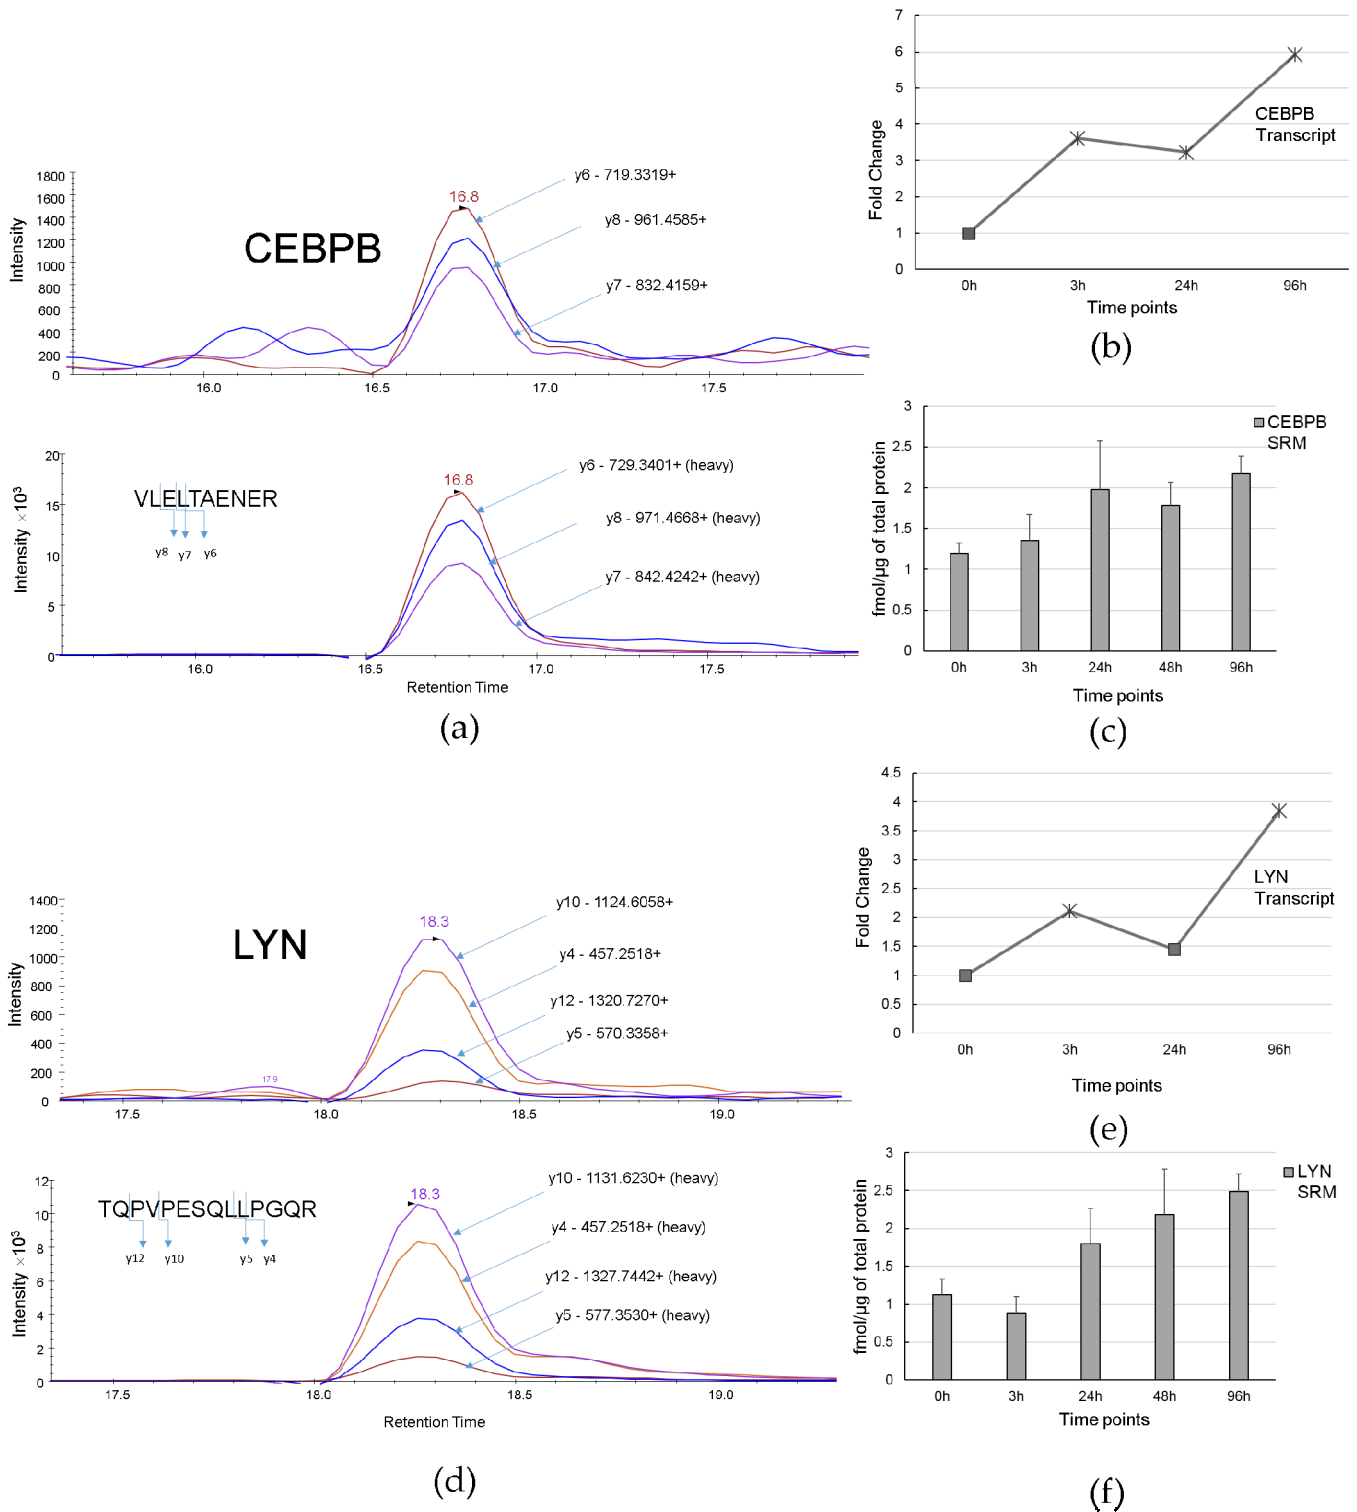 1800
1600
1400
1200
1000
800
600
400
200
0
Intensity
CEBPB
16.8
y6 - 719.3319+
y8 - 961.4585+
y7 - 832.4159+
16.0
16.5
17.0
17.5
20
15
10
5
0
Intensity ×10³
VLELTAENER
y8 y7 y6
16.8
y6 - 729.3401+ (heavy)
y8 - 971.4668+ (heavy)
y7 - 842.4242+ (heavy)
16.0
16.5
17.0
17.5
Retention Time
(a)
7
6
5
4
3
2
1
0
Fold Change
CEBPB
Transcript
0h
3h
24h
96h
Time points
(b)
3
2.5
2
1.5
1
0.5
0
fmol/µg of total protein
CEBPB
SRM
0h
3h
24h
48h
96h
Time points
(c)
1400
1200
1000
800
600
400
200
0
Intensity
LYN
17.9
18.3
y10 - 1124.6058+
y4 - 457.2518+
y12 - 1320.7270+
y5 - 570.3358+
17.5
18.0
18.5
19.0
12
10
8
6
4
2
0
Intensity ×10³
TQPVPESQLLPGQR
y12 y10 y5 y4
18.3
y10 - 1131.6230+ (heavy)
y4 - 457.2518+ (heavy)
y12 - 1327.7442+ (heavy)
y5 - 577.3530+ (heavy)
17.5
18.0
18.5
19.0
Retention Time
(d)
4.5
4
3.5
3
2.5
2
1.5
1
0.5
0
Fold Change
LYN
Transcript
0h
3h
24h
96h
Time points
(e)
3
2.5
2
1.5
1
0.5
0
fmol/µg of total protein
LYN
SRM
0h
3h
24h
48h
96h
Time points
(f)